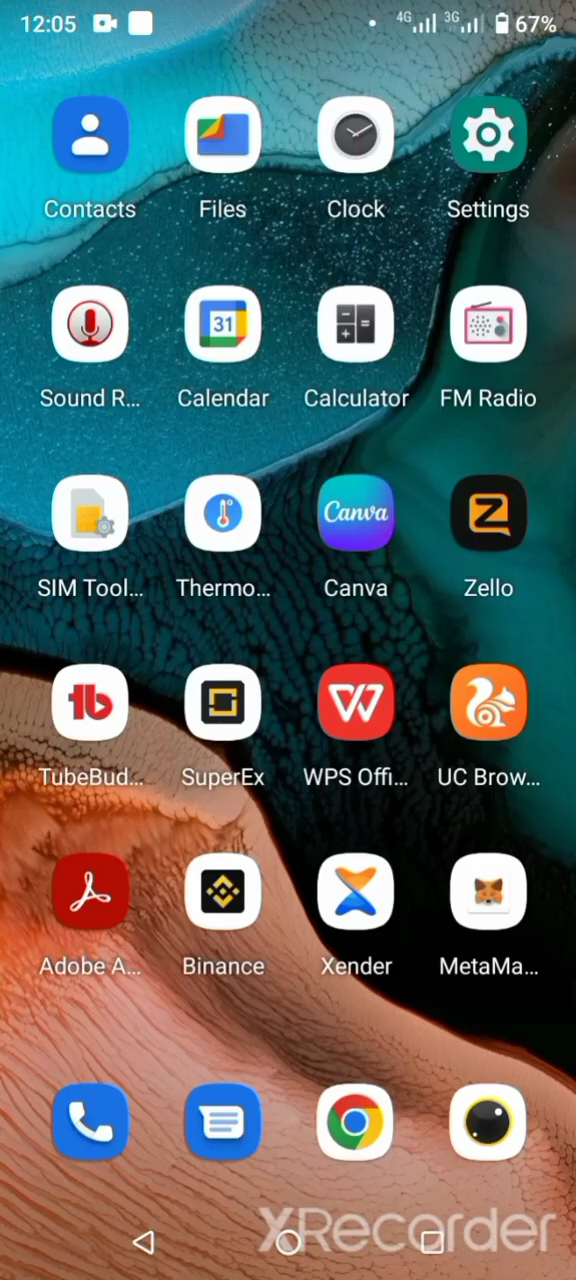 12:05 4G 3G 67%
Contacts Files Clock Settings
31
Sound R... Calendar Calculator FM Radio
Canva
SIM Tool... Thermo... Canva Zello
TubeBud... SuperEx WPS Offi... UC Brow...
Adobe A... Binance Xender MetaMa...
XRecorder